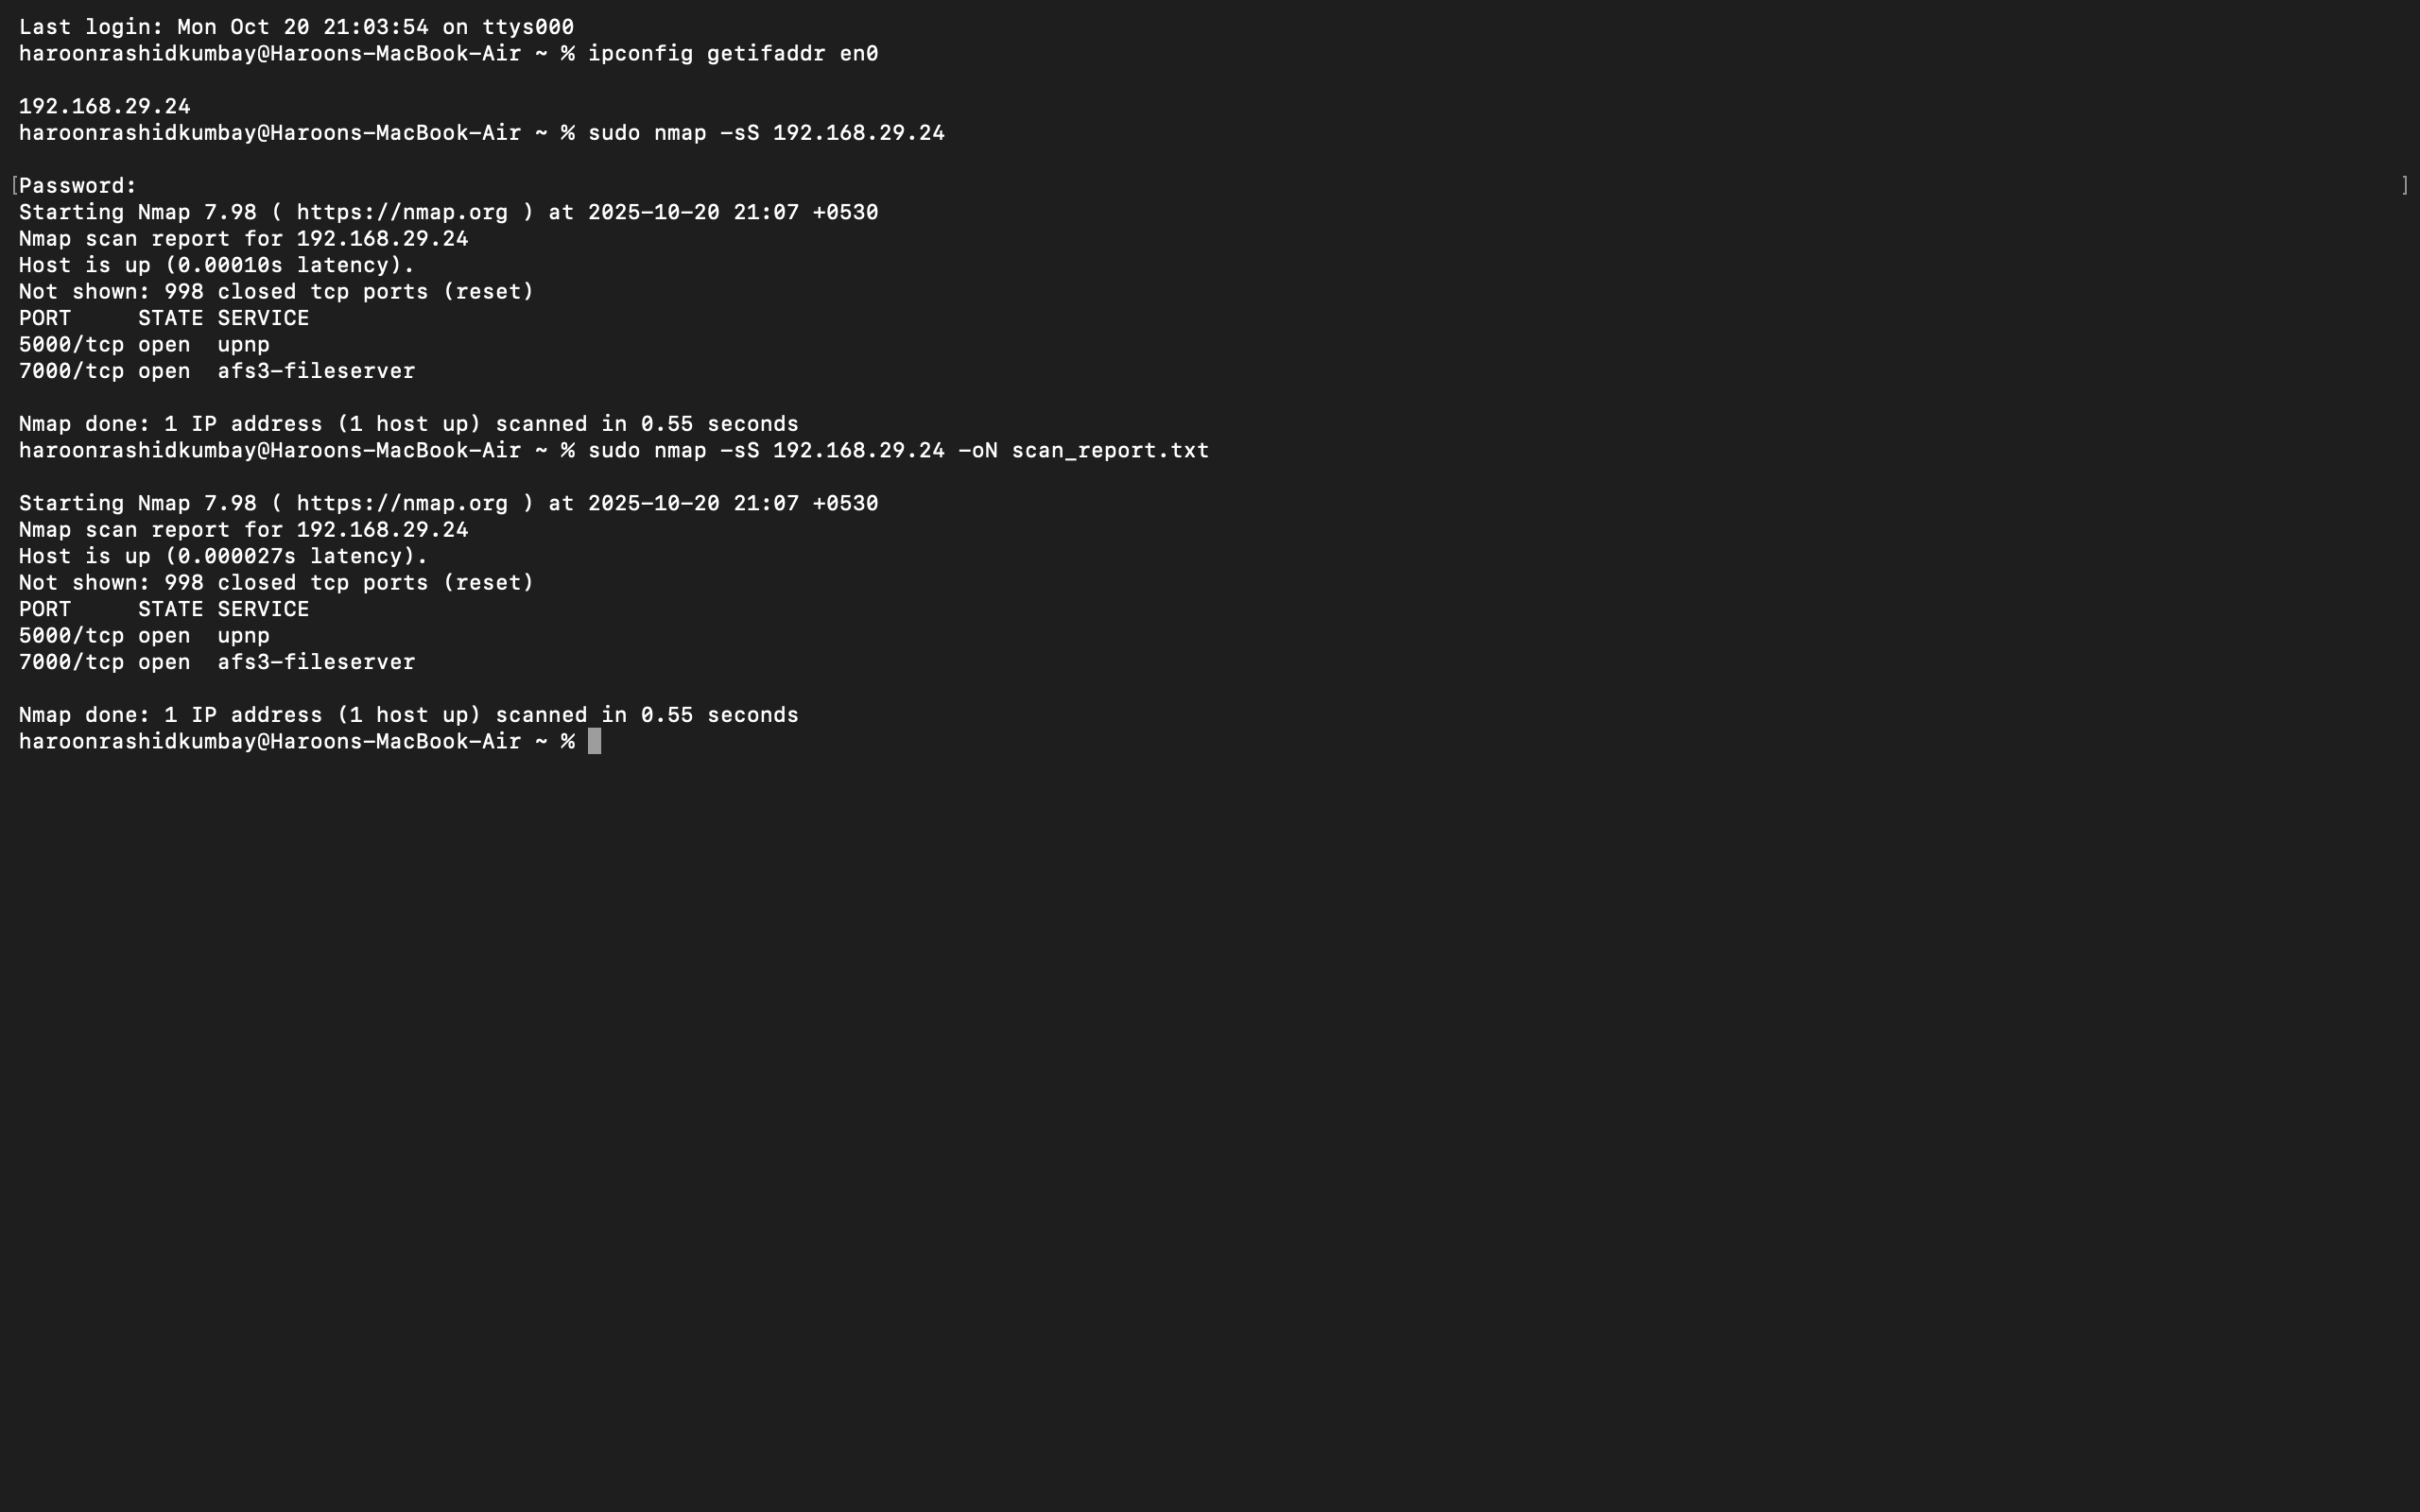 Last login: Mon Oct 20 21:03:54 on ttys000
haroonrashidkumbay@Haroons-MacBook-Air ~ % ipconfig getifaddr en0

192.168.29.24
haroonrashidkumbay@Haroons-MacBook-Air ~ % sudo nmap -sS 192.168.29.24

[Password: ]
Starting Nmap 7.98 ( https://nmap.org ) at 2025-10-20 21:07 +0530
Nmap scan report for 192.168.29.24
Host is up (0.00010s latency).
Not shown: 998 closed tcp ports (reset)
PORT     STATE SERVICE
5000/tcp open  upnp
7000/tcp open  afs3-fileserver

Nmap done: 1 IP address (1 host up) scanned in 0.55 seconds
haroonrashidkumbay@Haroons-MacBook-Air ~ % sudo nmap -sS 192.168.29.24 -oN scan_report.txt

Starting Nmap 7.98 ( https://nmap.org ) at 2025-10-20 21:07 +0530
Nmap scan report for 192.168.29.24
Host is up (0.000027s latency).
Not shown: 998 closed tcp ports (reset)
PORT     STATE SERVICE
5000/tcp open  upnp
7000/tcp open  afs3-fileserver

Nmap done: 1 IP address (1 host up) scanned in 0.55 seconds
haroonrashidkumbay@Haroons-MacBook-Air ~ %